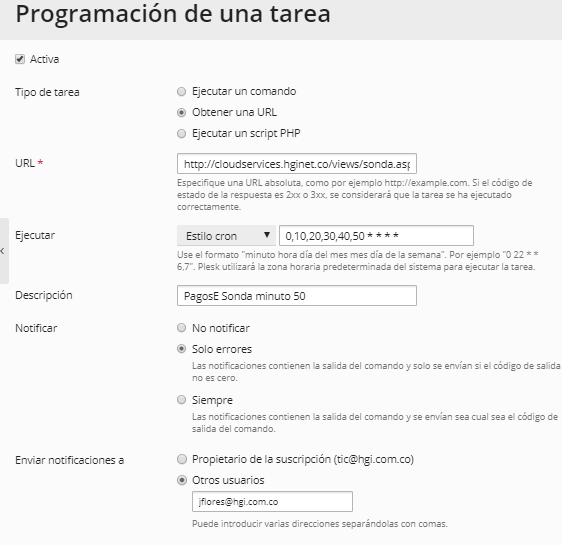 Programación de una tarea
Activa
Tipo de tarea
Ejecutar un comando
Obtener una URL
Ejecutar un script PHP
URL *
http://cloudservices.hginet.co/views/sonda.asp
Especifique una URL absoluta, como por ejemplo http://example.com. Si el código de
estado de la respuesta es 2xx o 3xx, se considerará que la tarea se ha ejecutado
correctamente.
Ejecutar
Estilo cron
0,10,20,30,40,50 * * * *
Use el formato "minuto hora día del mes mes día de la semana". Por ejemplo "0 22 * *
6,7". Plesk utilizará la zona horaria predeterminada del sistema para ejecutar la tarea.
Descripción
PagosE Sonda minuto 50
Notificar
No notificar
Solo errores
Las notificaciones contienen la salida del comando y solo se envían si el código de salida
no es cero.
Siempre
Las notificaciones contienen la salida del comando y se envían sea cual sea el código de
salida del comando.
Enviar notificaciones a
Propietario de la suscripción (tic@hgi.com.co)
Otros usuarios
jflores@hgi.com.co
Puede introducir varias direcciones separándolas con comas.